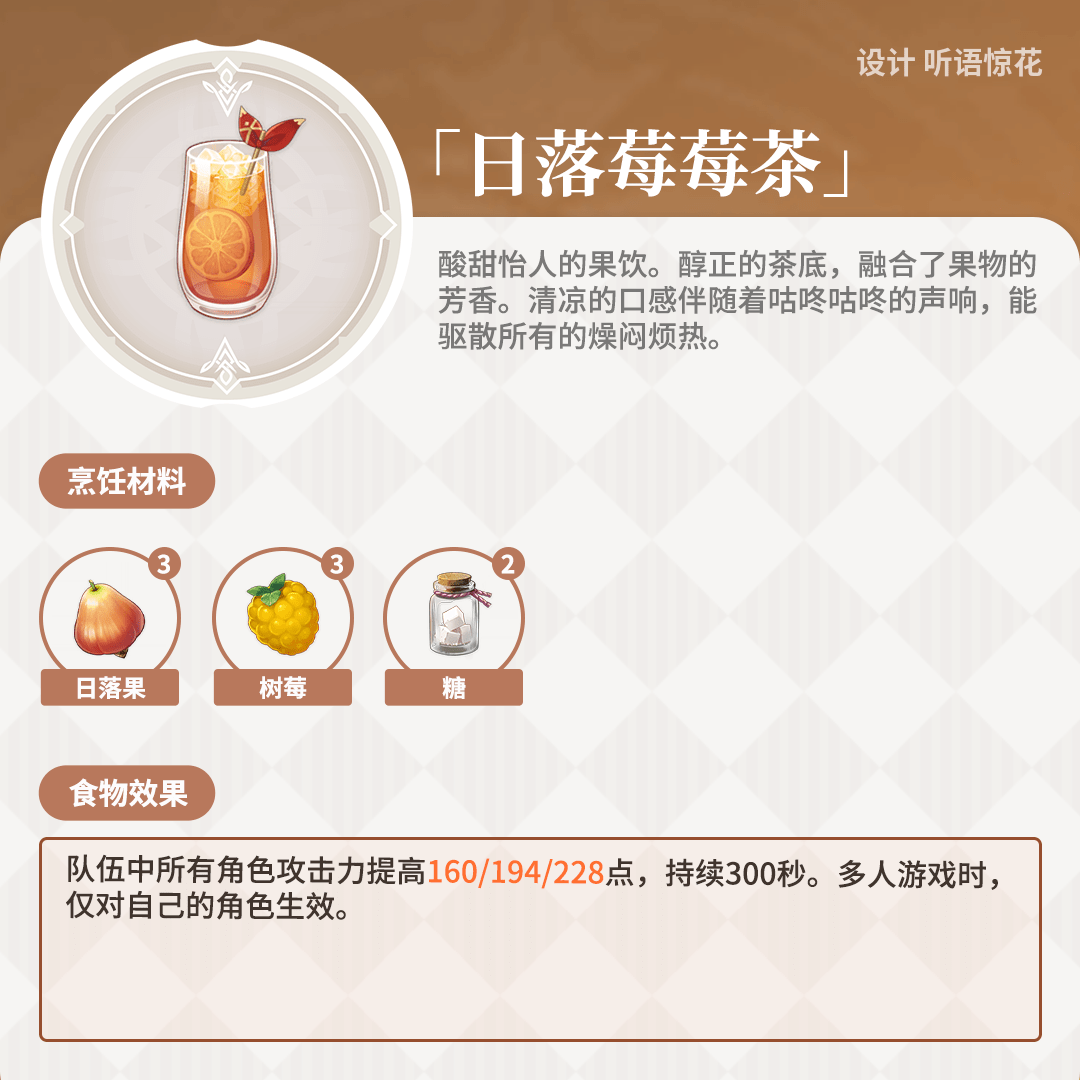 设计 听语惊花
「日落莓莓茶」
酸甜怡人的果饮。醇正的茶底，融合了果物的
芳香。清凉的口感伴随着咕咚咕咚的声响，能
驱散所有的燥闷烦热。
烹饪材料
3
3
2
日落果
树莓
糖
食物效果
队伍中所有角色攻击力提高160/194/228点，持续300秒。多人游戏时，
仅对自己的角色生效。